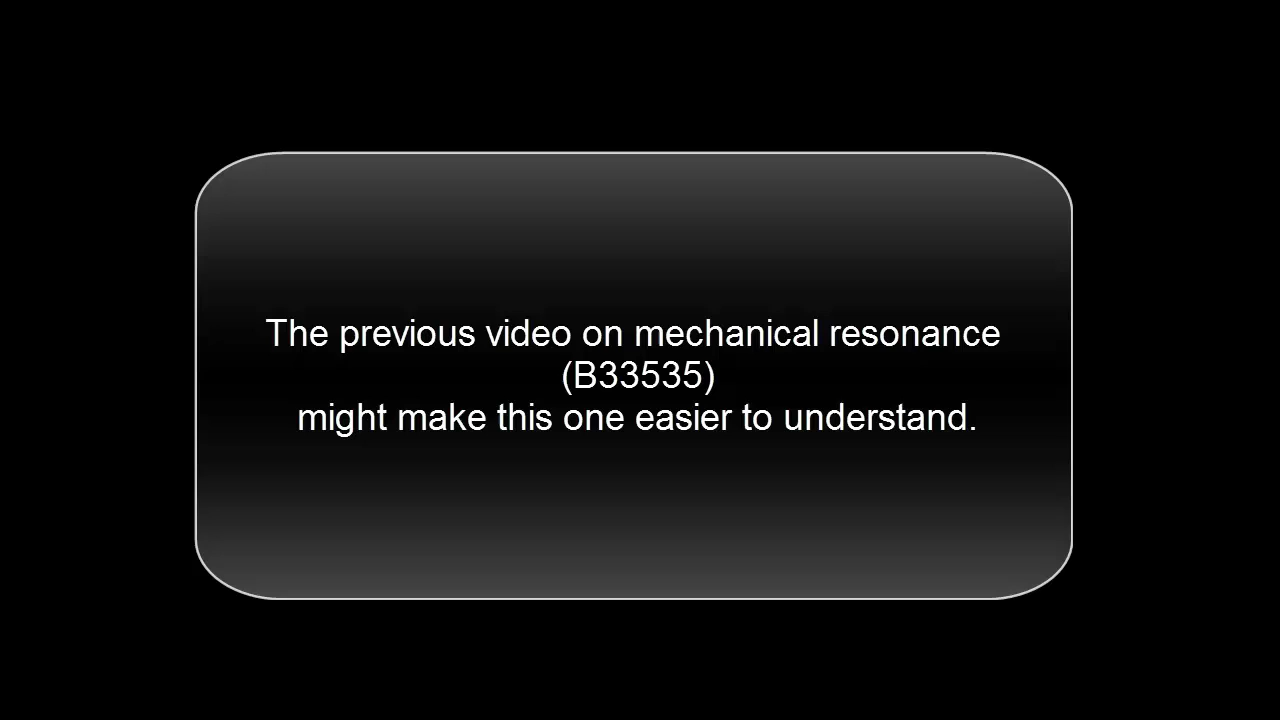 The previous video on mechanical resonance
(B33535)
might make this one easier to understand.